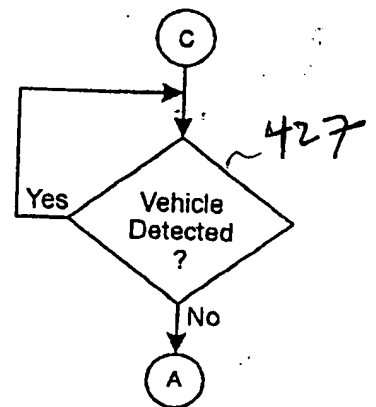 C
427
Yes
Vehicle
Detected
?
No
A